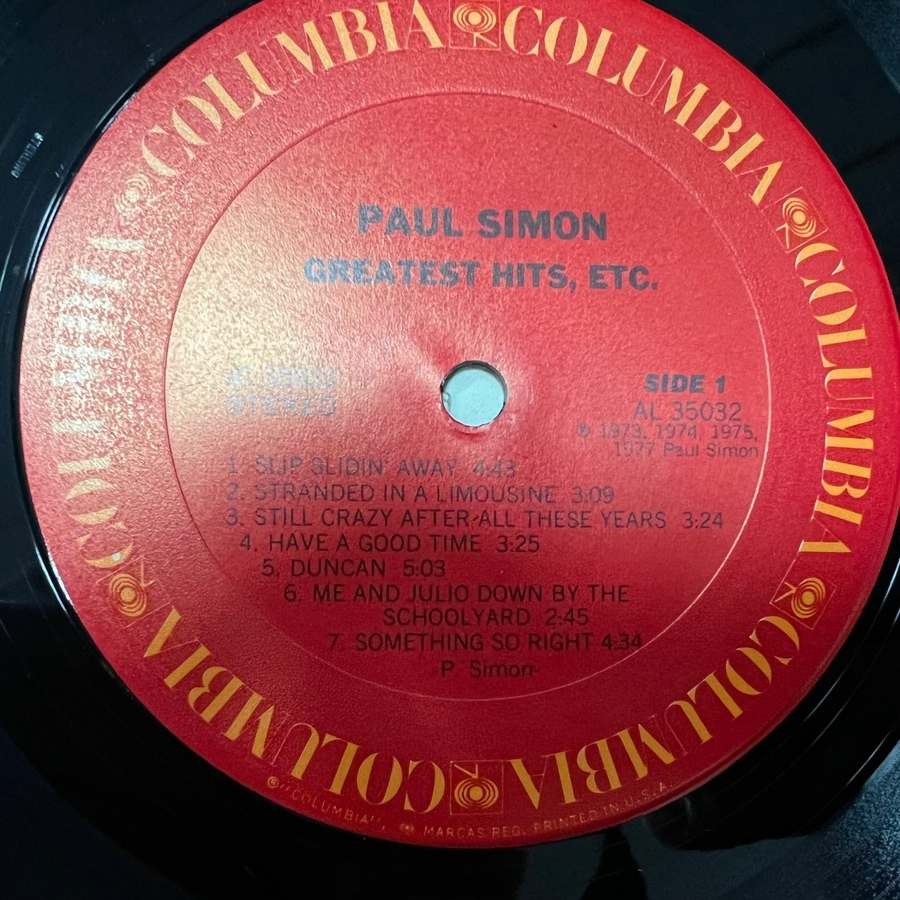 COLUMBIA COLUMBIA COLUMBIA COLUMBIA COLUMBIA COLUMBIA COLUMBIA COLUMBIA
PAUL SIMON
GREATEST HITS, ETC.
STEREO
SIDE 1
AL 35032
℗ 1973, 1974, 1975,
1977 Paul Simon
1. SLIP SLIDIN' AWAY 4:43
2. STRANDED IN A LIMOUSINE 3:09
3. STILL CRAZY AFTER ALL THESE YEARS 3:24
4. HAVE A GOOD TIME 3:25
5. DUNCAN 5:03
6. ME AND JULIO DOWN BY THE
SCHOOLYARD 2:45
7. SOMETHING SO RIGHT 4:34
-P. Simon-
® "COLUMBIA", MARCAS REG. PRINTED IN U.S.A.